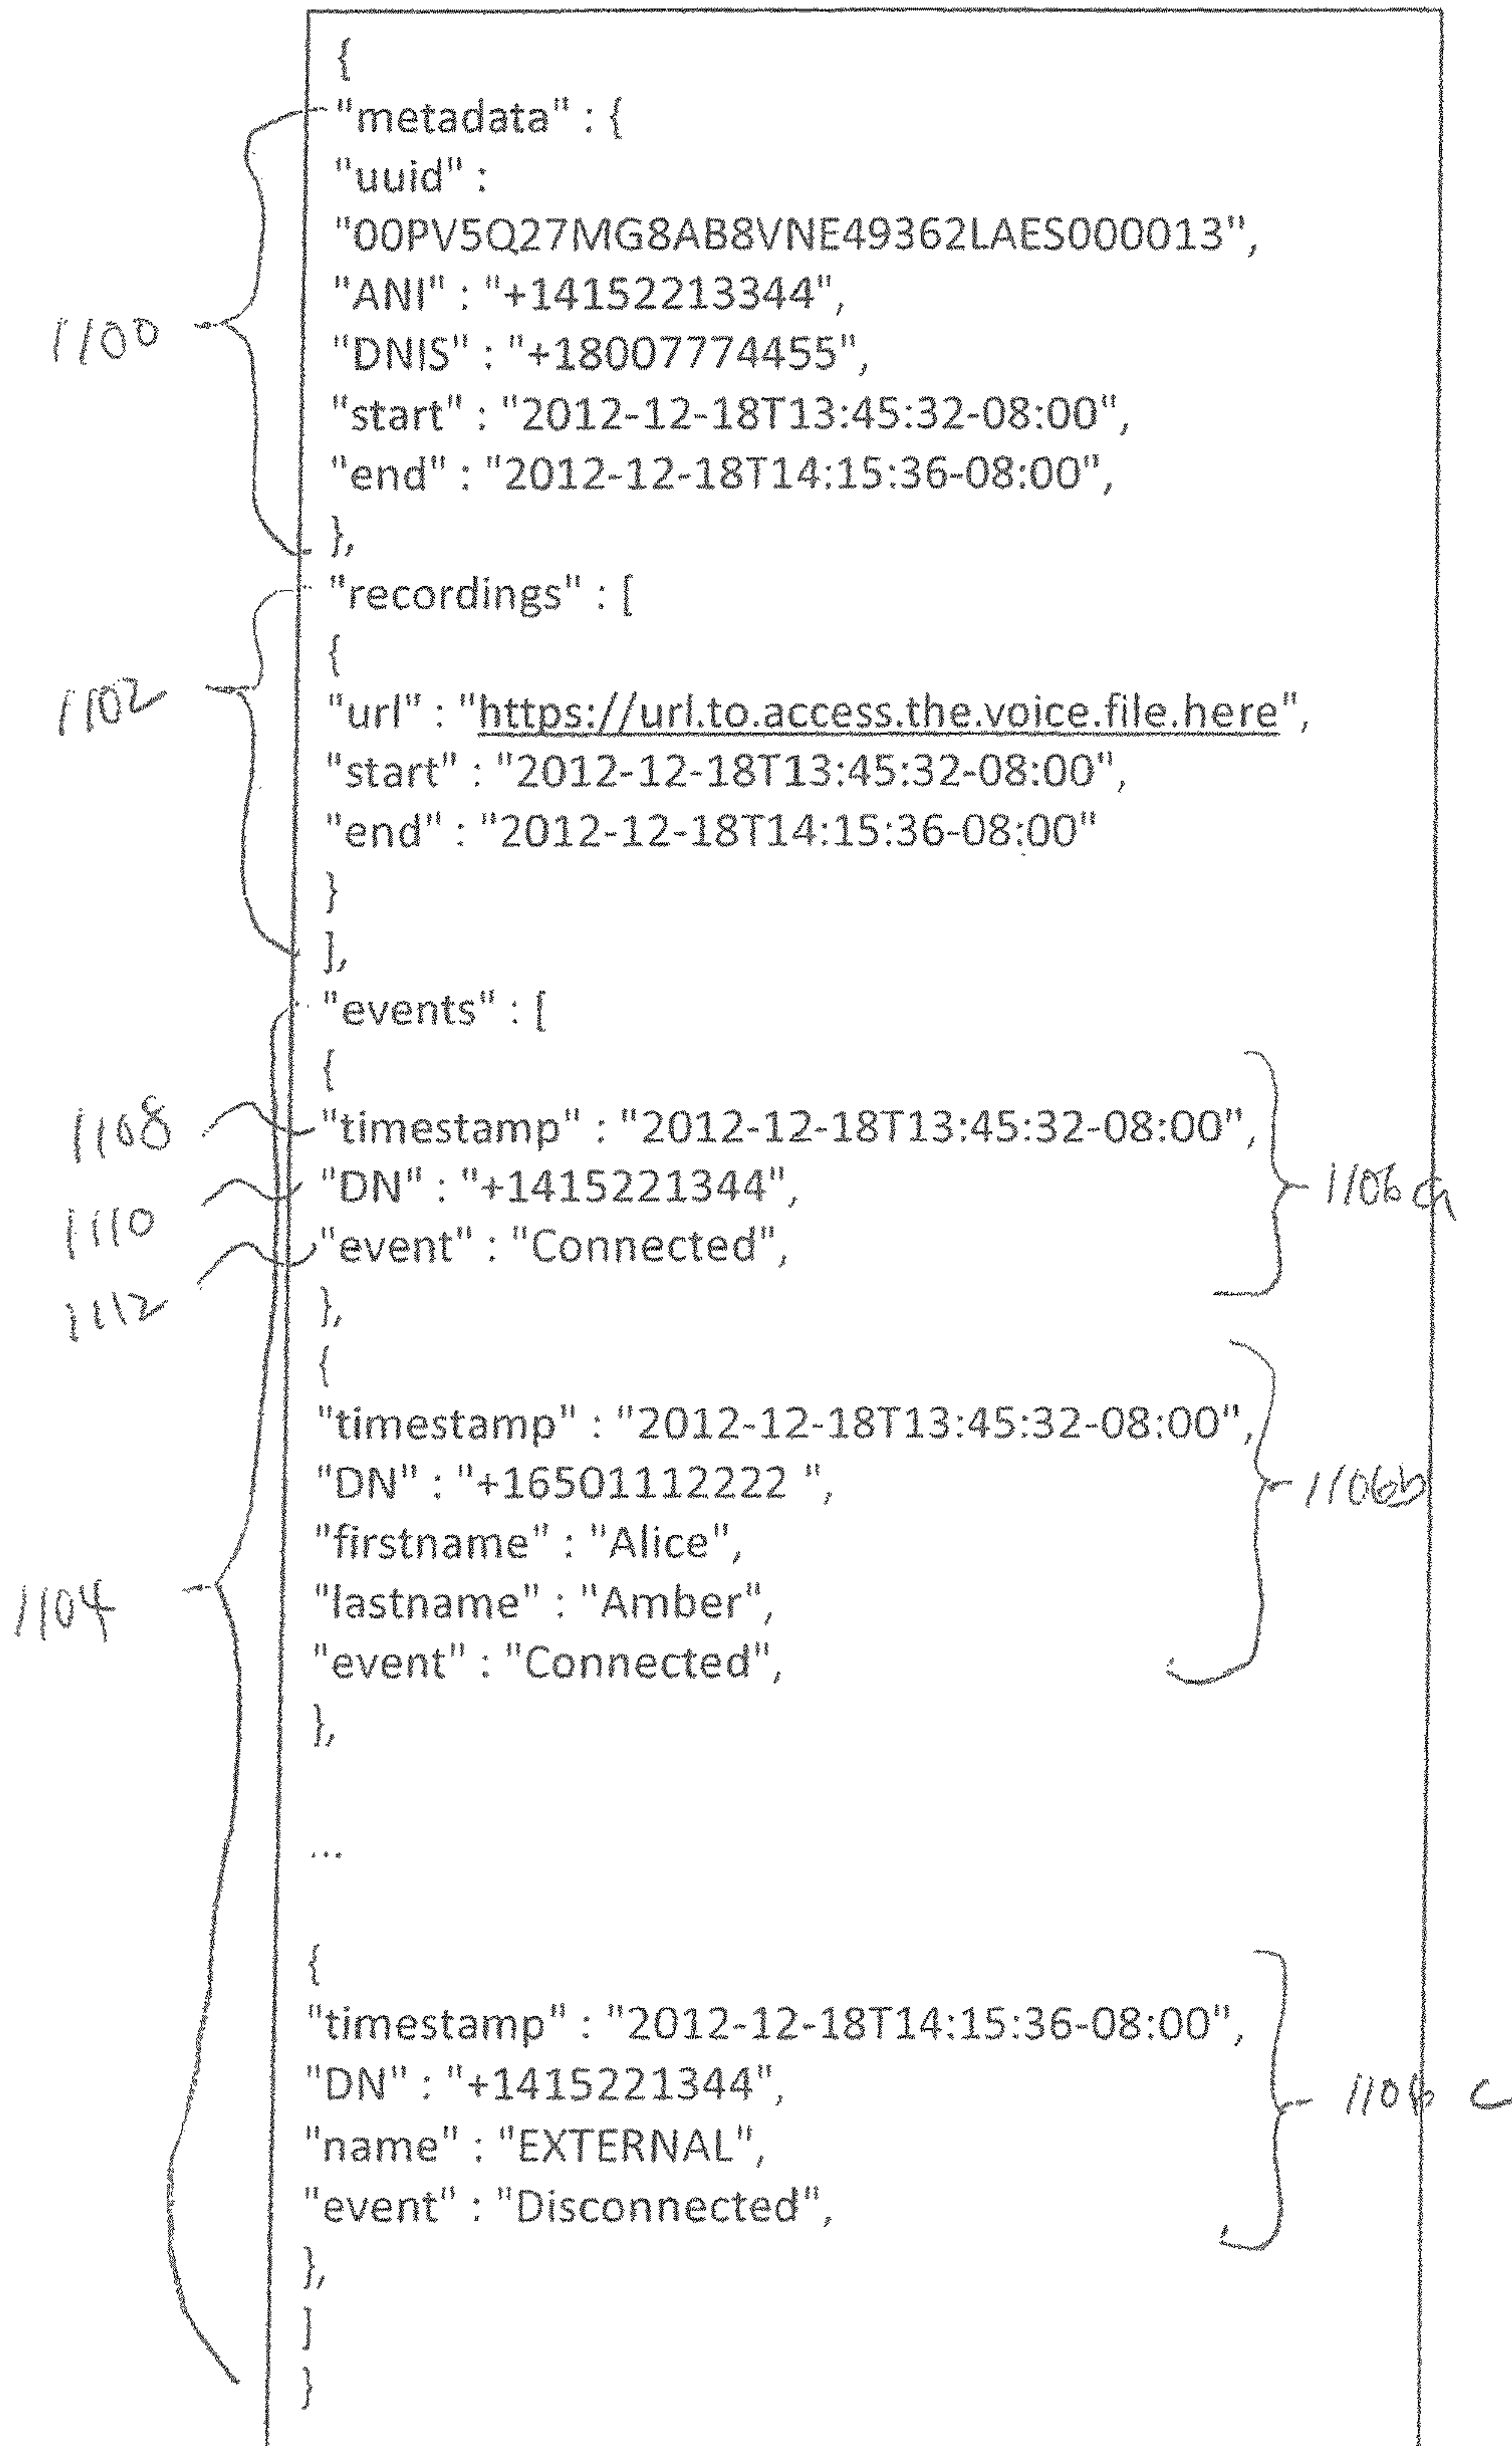 {
"metadata" : {
"uuid" :
"00PV5Q27MG8AB8VNE49362LAES000013",
"ANI" : "+14152213344",
1100
"DNIS" : "+18007774455",
"start" : "2012-12-18T13:45:32-08:00",
"end" : "2012-12-18T14:15:36-08:00",
},
"recordings" : [
{
1102
"url" : "https://url.to.access.the.voice.file.here",
"start" : "2012-12-18T13:45:32-08:00",
"end" : "2012-12-18T14:15:36-08:00"
}
],
"events" : [
{
1108 "timestamp" : "2012-12-18T13:45:32-08:00",
1110 "DN" : "+1415221344", 1106a
1112 "event" : "Connected",
},
{
"timestamp" : "2012-12-18T13:45:32-08:00",
"DN" : "+16501112222 ", 1106b
"firstname" : "Alice",
1104 "lastname" : "Amber",
"event" : "Connected",
},
...
{
"timestamp" : "2012-12-18T14:15:36-08:00",
"DN" : "+1415221344", 1106 c
"name" : "EXTERNAL",
"event" : "Disconnected",
},
]
}